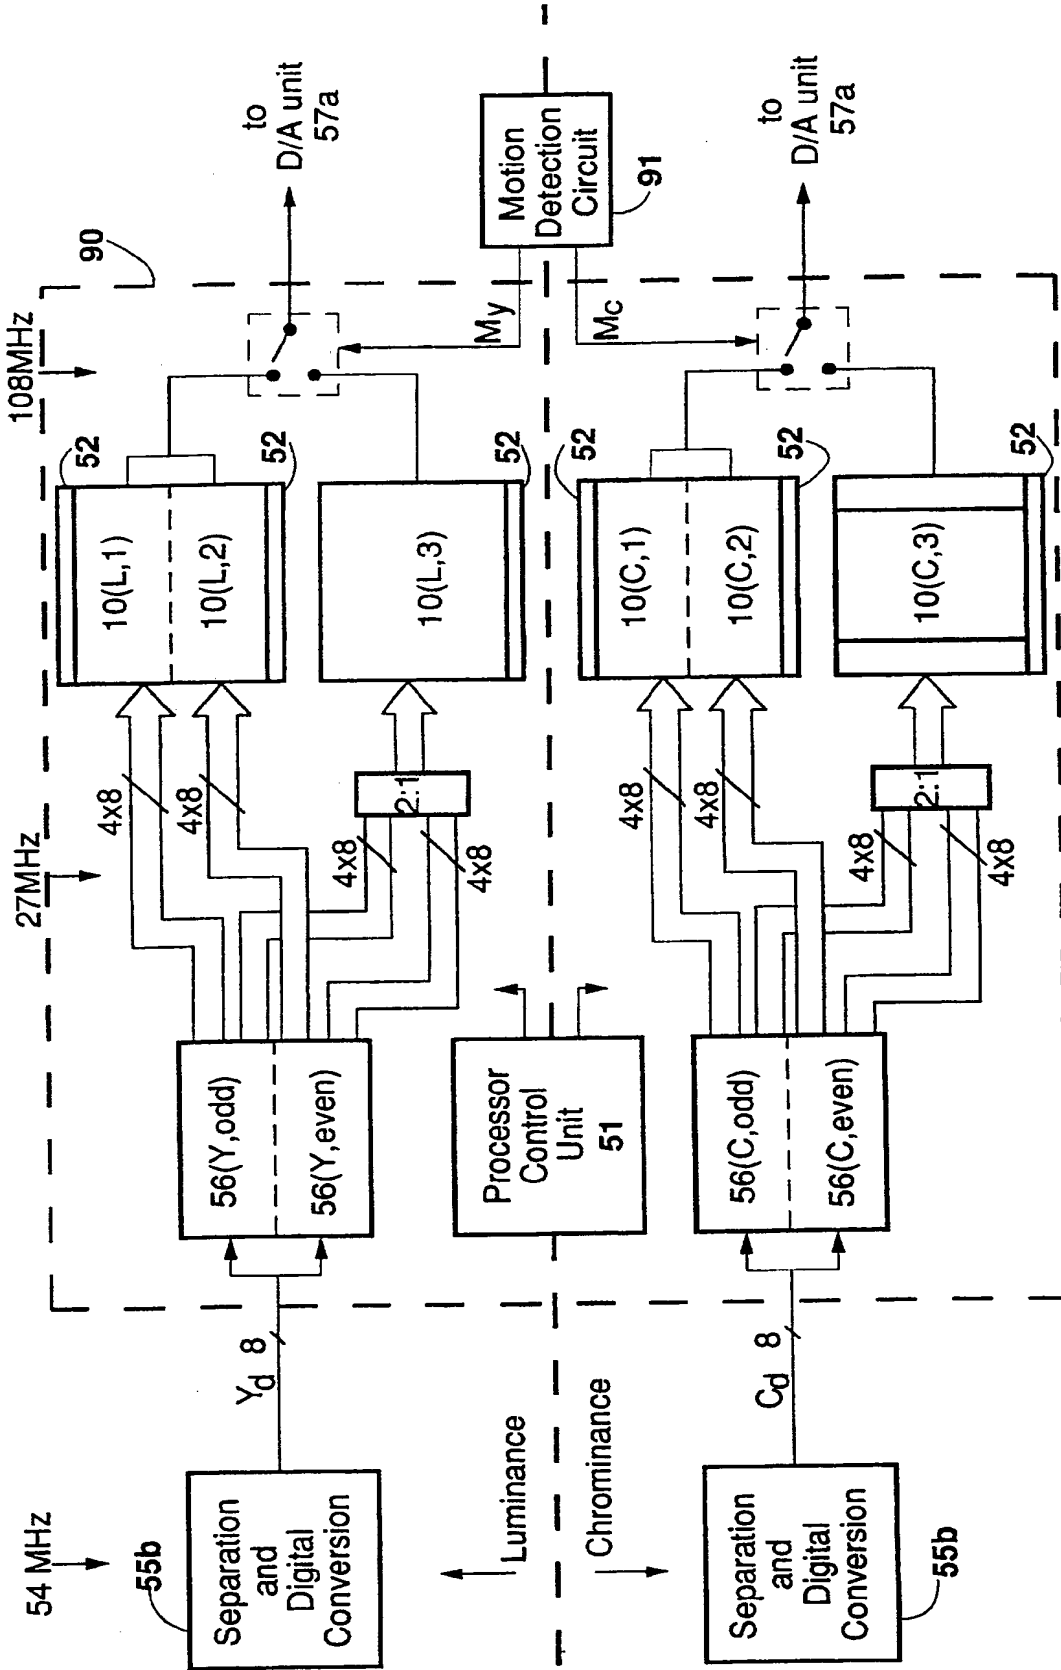 54 MHz
27MHz
108MHz
90
55b
Separation
and
Digital
Conversion
Yd
8
56(Y,odd)
56(Y,even)
4x8
4x8
4x8
4x8
2:1
52
10(L,1)
10(L,2)
52
10(L,3)
52
to
D/A unit
57a
Luminance
Chrominance
Processor
Control
Unit
51
My
Mc
Motion
Detection
Circuit
91
Separation
and
Digital
Conversion
55b
Cd
8
56(C,odd)
56(C,even)
4x8
4x8
4x8
4x8
2:1
52
10(C,1)
10(C,2)
52
10(C,3)
52
to
D/A unit
57a